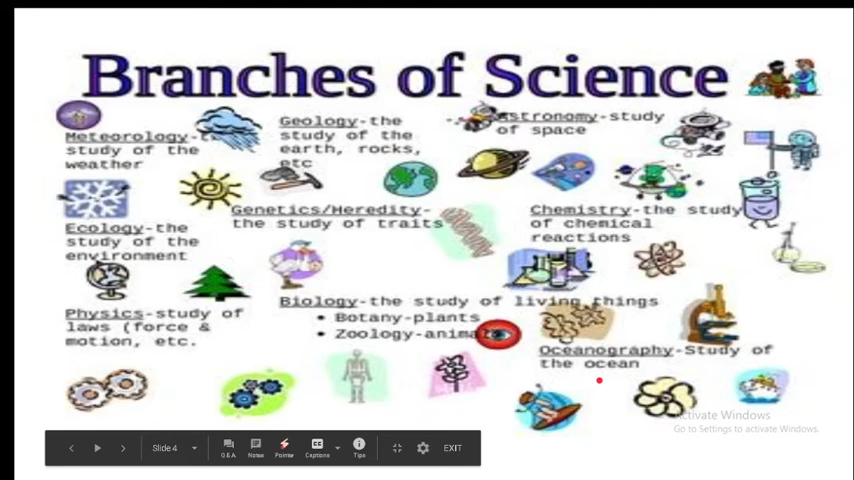 Branches of Science
Meteorology-t
study of the
weather
Geology-the
study of the
earth, rocks,
etc
Astronomy-study
of space
Ecology-the
study of the
environment
Genetics/Heredity-
the study of traits
Chemistry-the study
of chemical
reactions
Physics-study of
laws (force &
motion, etc.
Biology-the study of living things
• Botany-plants
• Zoology-anima
Oceanography-Study of
the ocean
Activate Windows
Go to Settings to activate Windows.
Slide 4
Q & A
Notes
Pointer
CC
Captions
Tips
EXIT